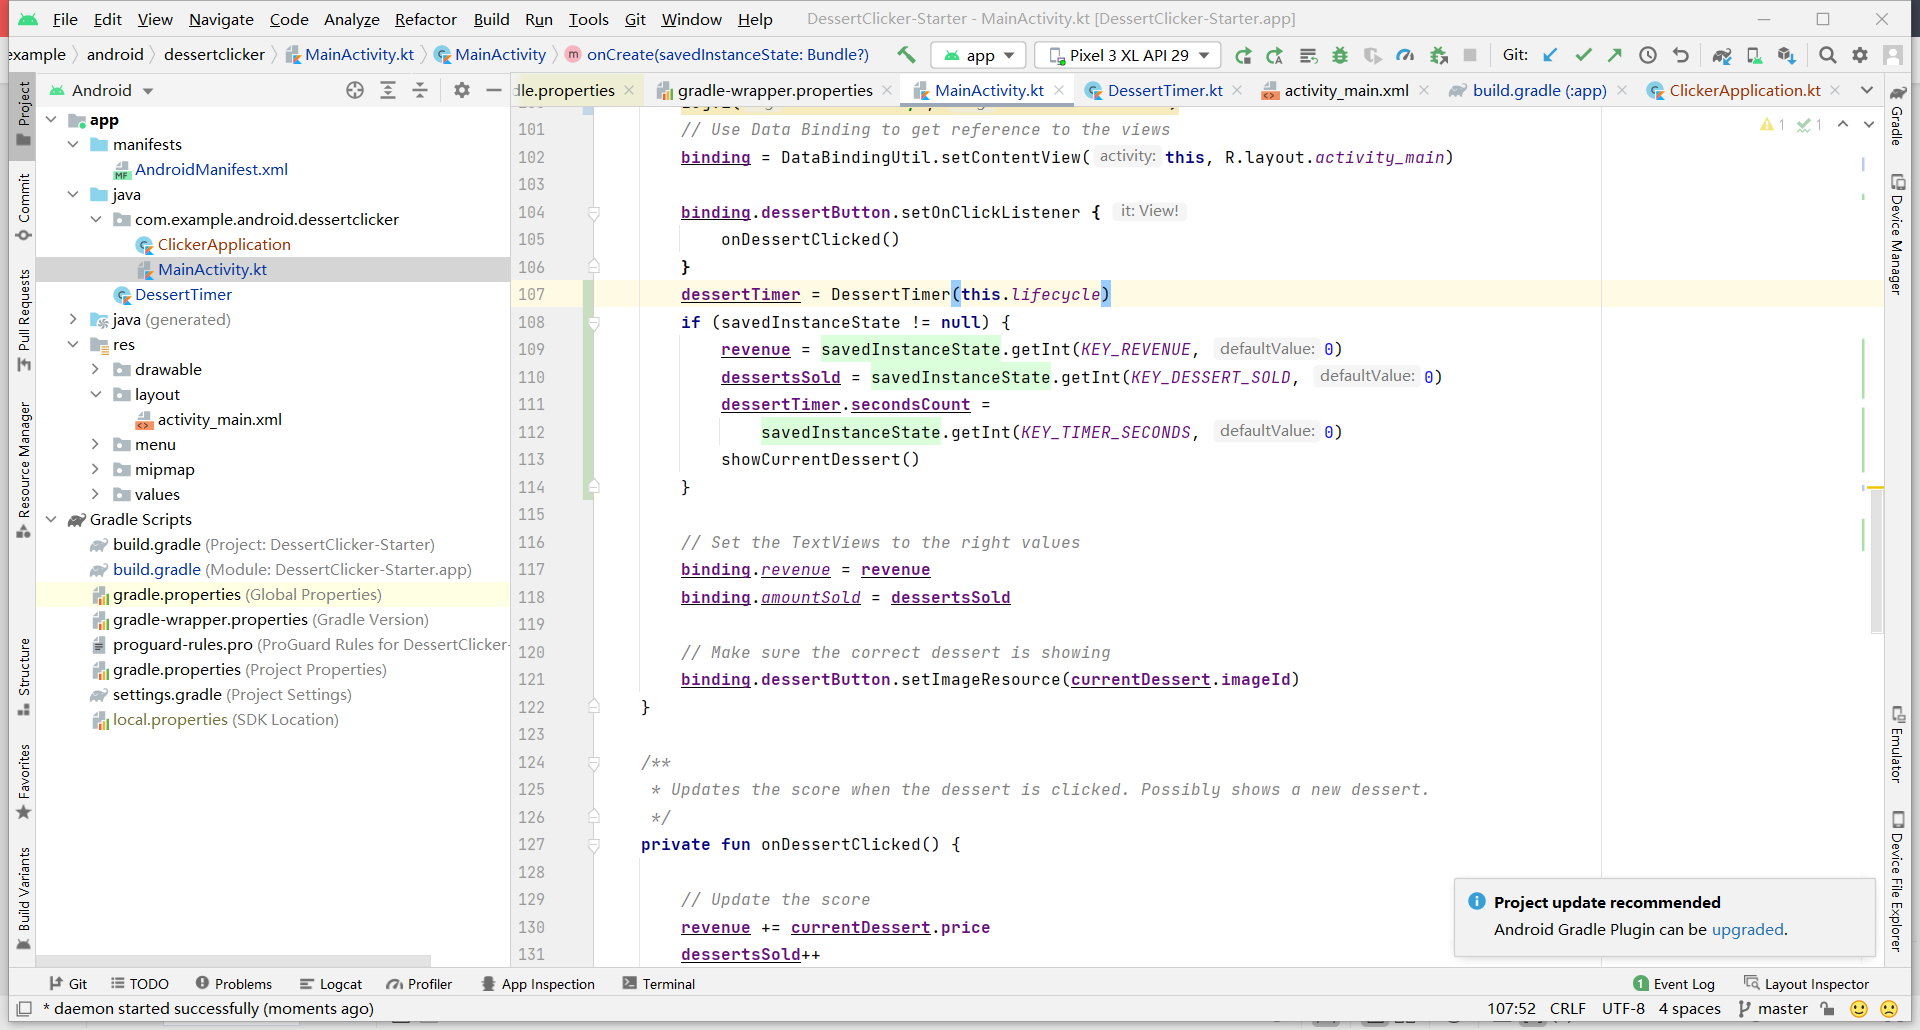 File Edit View Navigate Code Analyze Refactor Build Run Tools Git Window Help DessertClicker-Starter - MainActivity.kt [DessertClicker-Starter.app]
example android dessertclicker MainActivity.kt MainActivity onCreate(savedInstanceState: Bundle?) app Pixel 3 XL API 29 Git:
Android
dle.properties gradle-wrapper.properties MainActivity.kt DessertTimer.kt activity_main.xml build.gradle (:app) ClickerApplication.kt
Project
Commit
Pull Requests
Resource Manager
Structure
Favorites
Build Variants
app
manifests
AndroidManifest.xml
java
com.example.android.dessertclicker
ClickerApplication
MainActivity.kt
DessertTimer
java (generated)
res
drawable
layout
activity_main.xml
menu
mipmap
values
Gradle Scripts
build.gradle (Project: DessertClicker-Starter)
build.gradle (Module: DessertClicker-Starter.app)
gradle.properties (Global Properties)
gradle-wrapper.properties (Gradle Version)
proguard-rules.pro (ProGuard Rules for DessertClicker-
gradle.properties (Project Properties)
settings.gradle (Project Settings)
local.properties (SDK Location)
1 1
101 // Use Data Binding to get reference to the views
102 binding = DataBindingUtil.setContentView( activity: this, R.layout.activity_main)
103
104 binding.dessertButton.setOnClickListener { it: View!
105 onDessertClicked()
106 }
107 dessertTimer = DessertTimer(this.lifecycle)
108 if (savedInstanceState != null) {
109 revenue = savedInstanceState.getInt(KEY_REVENUE, defaultValue: 0)
110 dessertsSold = savedInstanceState.getInt(KEY_DESSERT_SOLD, defaultValue: 0)
111 dessertTimer.secondsCount =
112 savedInstanceState.getInt(KEY_TIMER_SECONDS, defaultValue: 0)
113 showCurrentDessert()
114 }
115
116 // Set the TextViews to the right values
117 binding.revenue = revenue
118 binding.amountSold = dessertsSold
119
120 // Make sure the correct dessert is showing
121 binding.dessertButton.setImageResource(currentDessert.imageId)
122 }
123
124 /**
125 * Updates the score when the dessert is clicked. Possibly shows a new dessert.
126 */
127 private fun onDessertClicked() {
128
129 // Update the score
130 revenue += currentDessert.price
131 dessertsSold++
Gradle
Device Manager
Emulator
Device File Explorer
Project update recommended
Android Gradle Plugin can be upgraded.
Git TODO Problems Logcat Profiler App Inspection Terminal 1 Event Log Layout Inspector
* daemon started successfully (moments ago) 107:52 CRLF UTF-8 4 spaces master